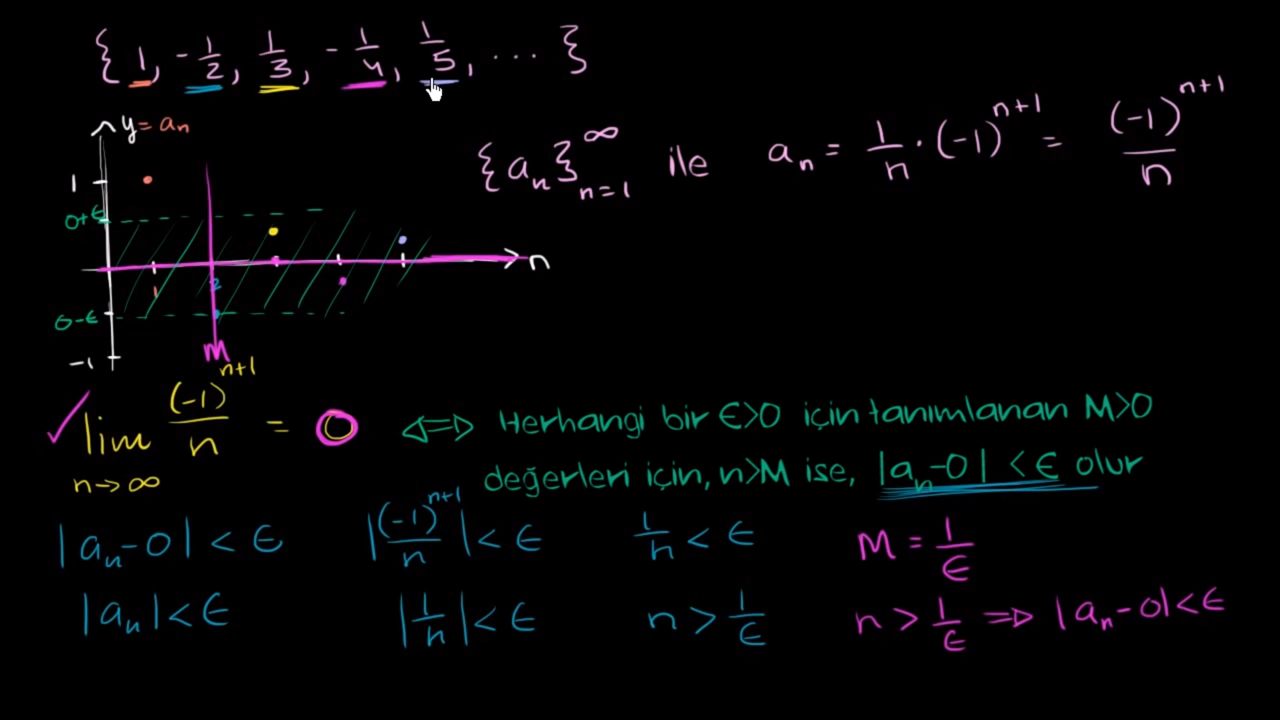 {1, -1/2, 1/3, -1/4, 1/5, ...}
y = aₙ
{aₙ}ₙ₌₁^∞ ile aₙ = 1/n · (-1)^(n+1) = (-1)^(n+1)/n
1
0+ϵ
n
1
2
0-ϵ
-1
M
lim n→∞ (-1)^(n+1)/n = 0 ⇔ Herhangi bir ϵ>0 için tanımlanan M>0
değerleri için, n>M ise, |aₙ-0| < ϵ olur
|aₙ-0| < ϵ |(-1)^(n+1)/n| < ϵ 1/n < ϵ M = 1/ϵ
|aₙ| < ϵ |1/n| < ϵ n > 1/ϵ n > 1/ϵ ⇒ |aₙ-0| < ϵ